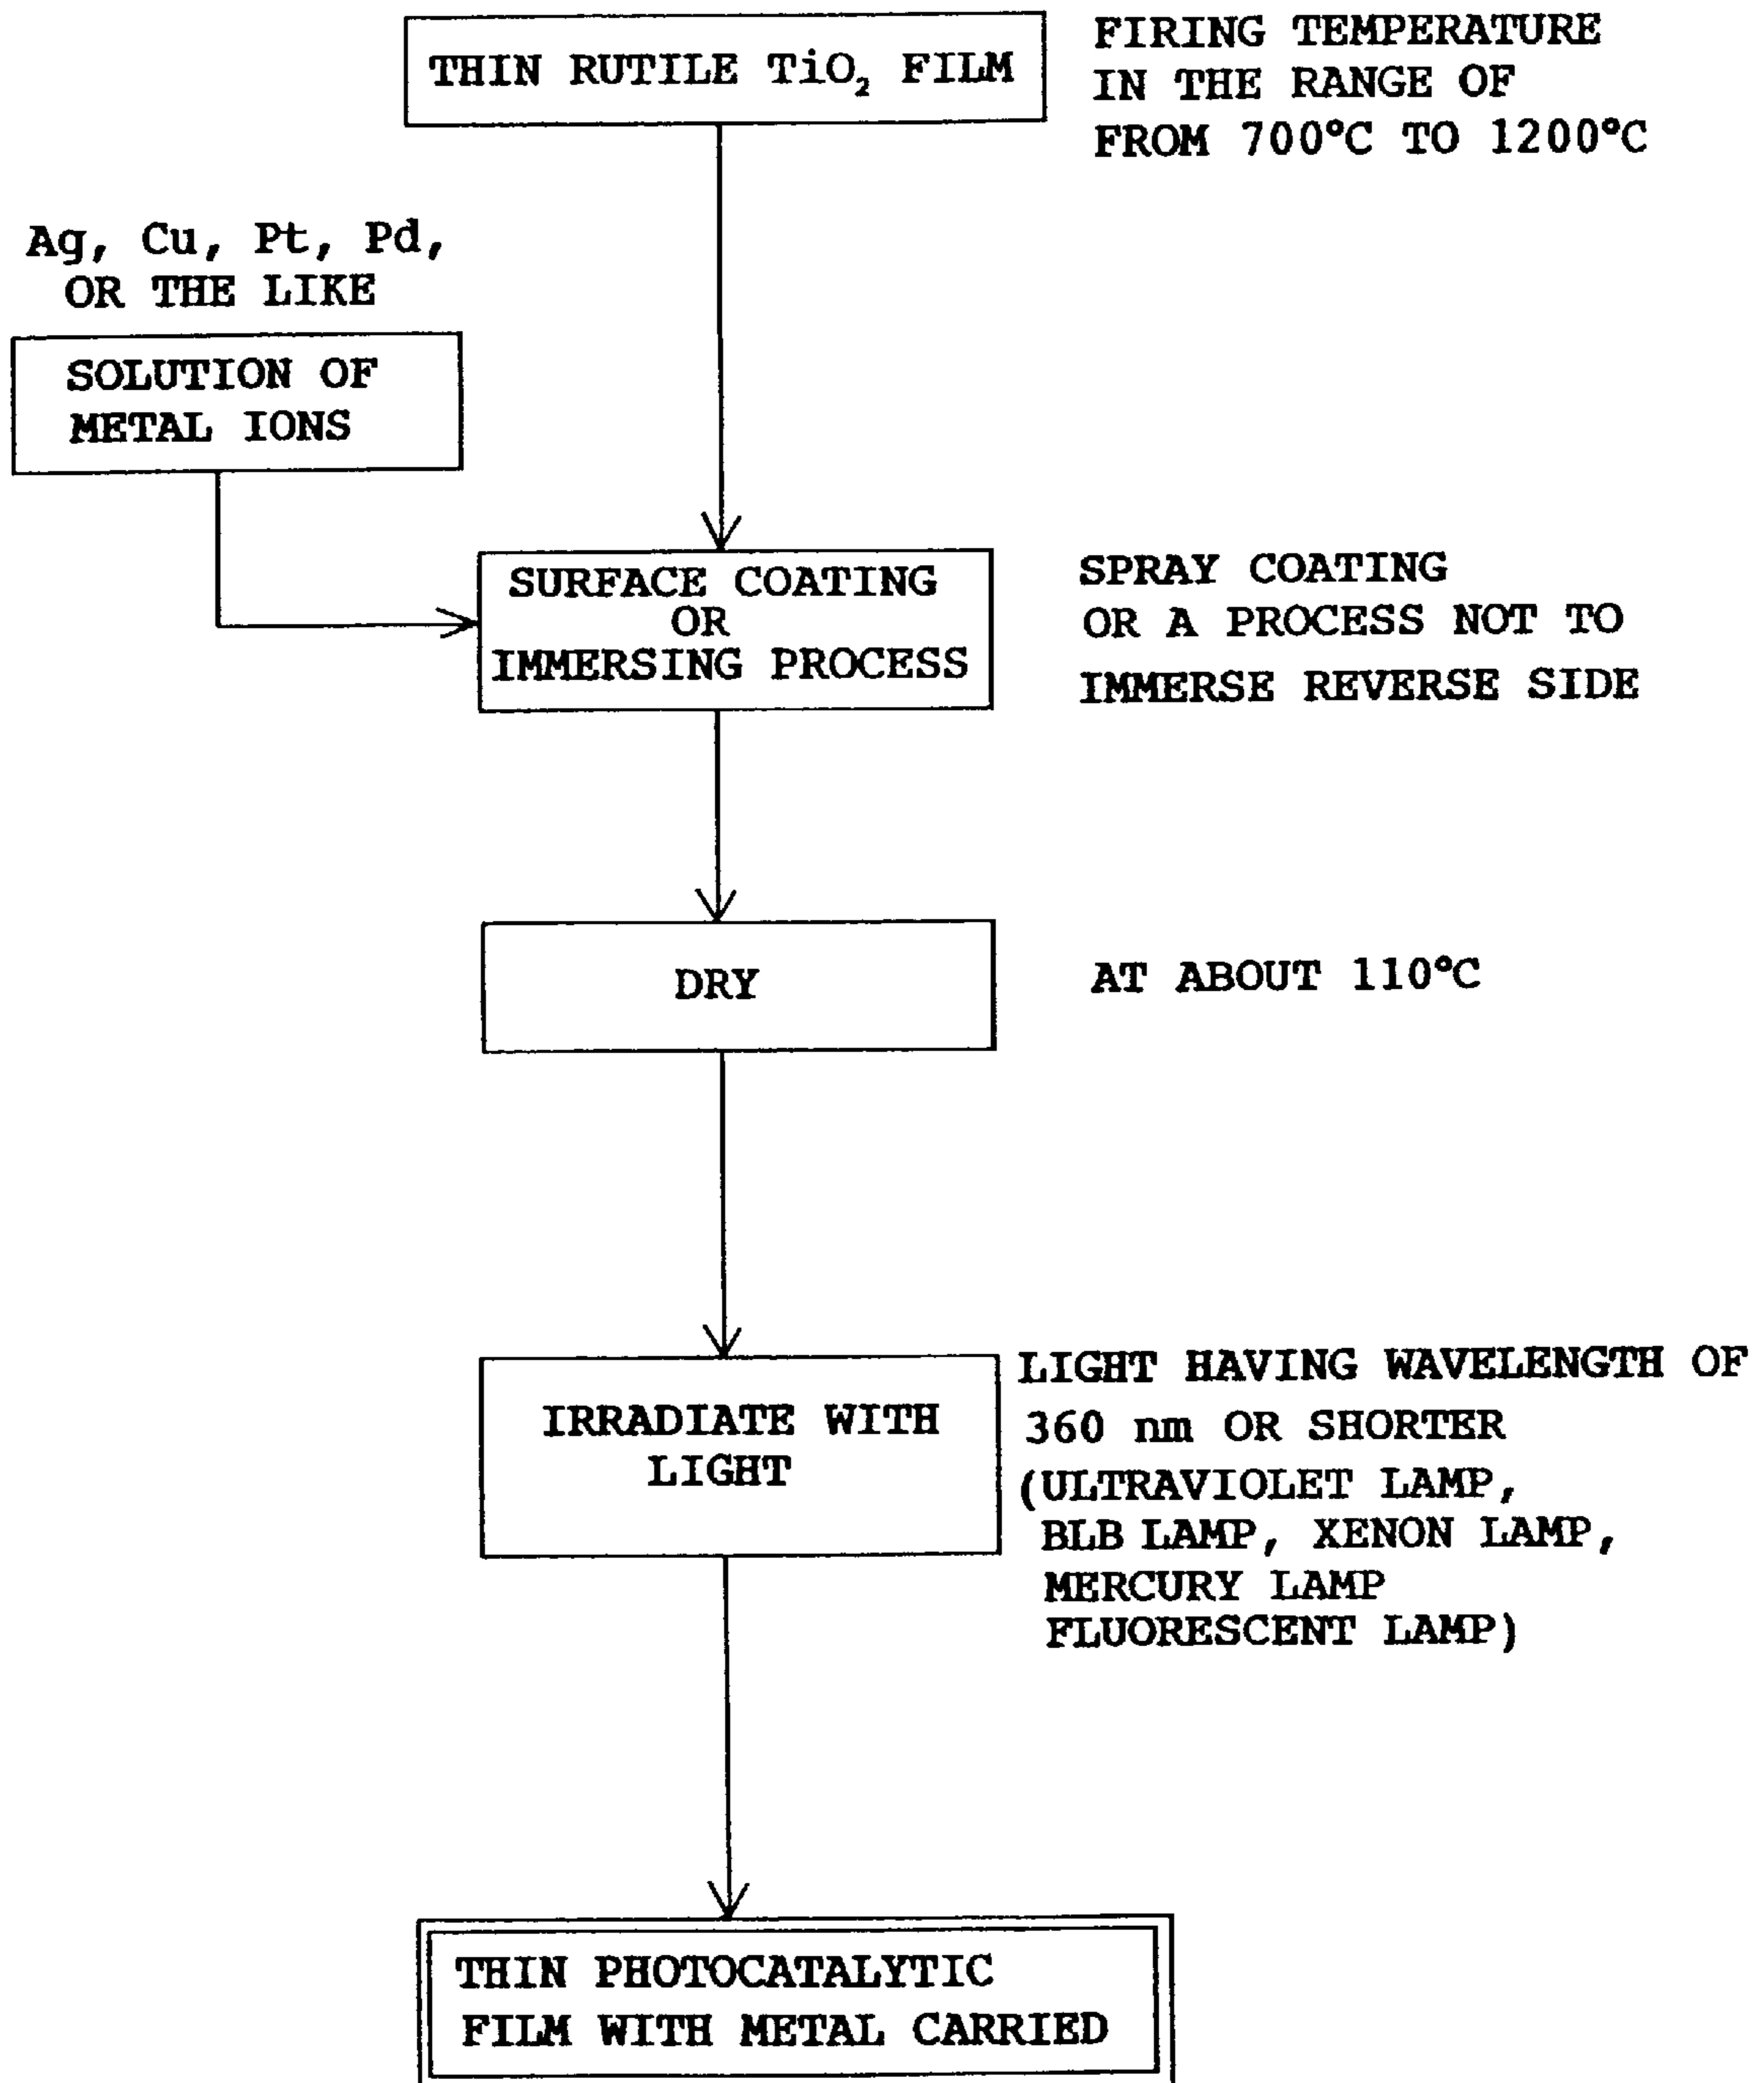 THIN RUTILE TiO₂ FILM
FIRING TEMPERATURE
IN THE RANGE OF
FROM 700°C TO 1200°C
Ag, Cu, Pt, Pd,
OR THE LIKE
SOLUTION OF
METAL IONS
SURFACE COATING
OR
IMMERSING PROCESS
SPRAY COATING
OR A PROCESS NOT TO
IMMERSE REVERSE SIDE
DRY
AT ABOUT 110°C
IRRADIATE WITH
LIGHT
LIGHT HAVING WAVELENGTH OF
360 nm OR SHORTER
(ULTRAVIOLET LAMP,
BLB LAMP, XENON LAMP,
MERCURY LAMP
FLUORESCENT LAMP)
THIN PHOTOCATALYTIC
FILM WITH METAL CARRIED